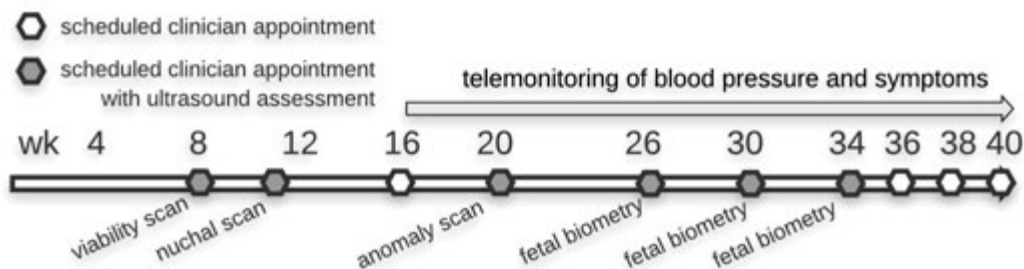 scheduled clinician appointment
scheduled clinician appointment
with ultrasound assessment
telemonitoring of blood pressure and symptoms
wk 4 8 12 16 20 26 30 34 36 38 40
viability scan
nuchal scan
anomaly scan
fetal biometry
fetal biometry
fetal biometry